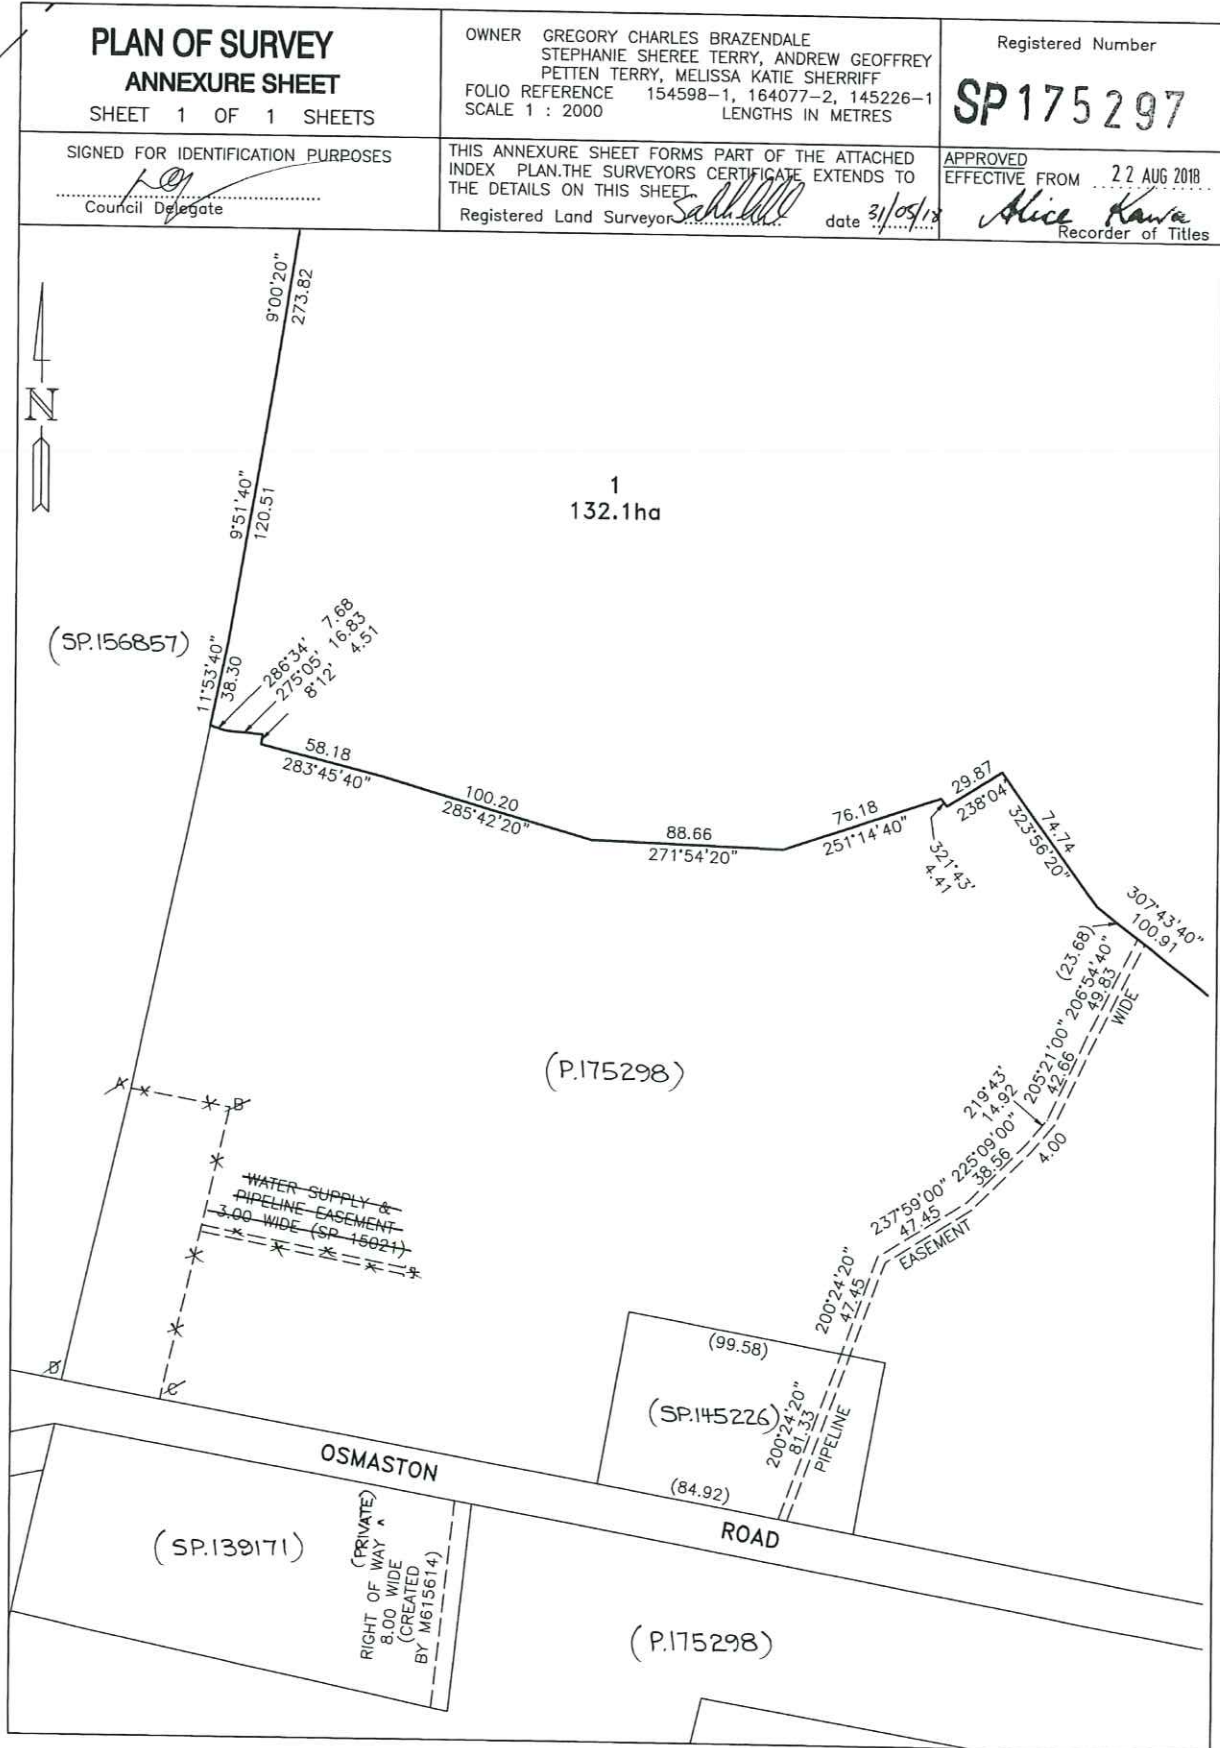 PLAN OF SURVEY
ANNEXURE SHEET
SHEET 1 OF 1 SHEETS
OWNER GREGORY CHARLES BRAZENDALE
STEPHANIE SHEREE TERRY, ANDREW GEOFFREY
PETTEN TERRY, MELISSA KATIE SHERRIFF
FOLIO REFERENCE 154598-1, 164077-2, 145226-1
SCALE 1 : 2000 LENGTHS IN METRES
Registered Number
SP175297
SIGNED FOR IDENTIFICATION PURPOSES
Council Delegate
THIS ANNEXURE SHEET FORMS PART OF THE ATTACHED
INDEX PLAN.THE SURVEYORS CERTIFICATE EXTENDS TO
THE DETAILS ON THIS SHEET.
Registered Land Surveyor date 31/05/18
APPROVED
EFFECTIVE FROM 22 AUG 2018
Alice Kawa
Recorder of Titles
N
9°00'20"
273.82
9°51'40"
120.51
1
132.1ha
(SP.156857)
11°53'40"
38.30
286°34' 7.68
275°05' 16.83
8°12' 4.51
58.18
283°45'40"
100.20
285°42'20"
88.66
271°54'20"
76.18
251°14'40"
321°43'
4.41
29.87
238°04'
74.74
323°56'20"
307°43'40"
100.91
(23.68)
206°54'40"
49.83
WIDE
205°21'00"
42.66
219°43'
14.92
4.00
225°09'00"
38.56
237°59'00"
47.45
EASEMENT
200°24'20"
47.45
200°24'20"
81.33
PIPELINE
(P.175298)
A
B
WATER SUPPLY &
PIPELINE EASEMENT
3.00 WIDE (SP 15021)
D
C
(99.58)
(SP.145226)
(84.92)
OSMASTON
ROAD
(SP.139171)
(PRIVATE)
RIGHT OF WAY ^
8.00 WIDE
(CREATED
BY M615614)
(P.175298)